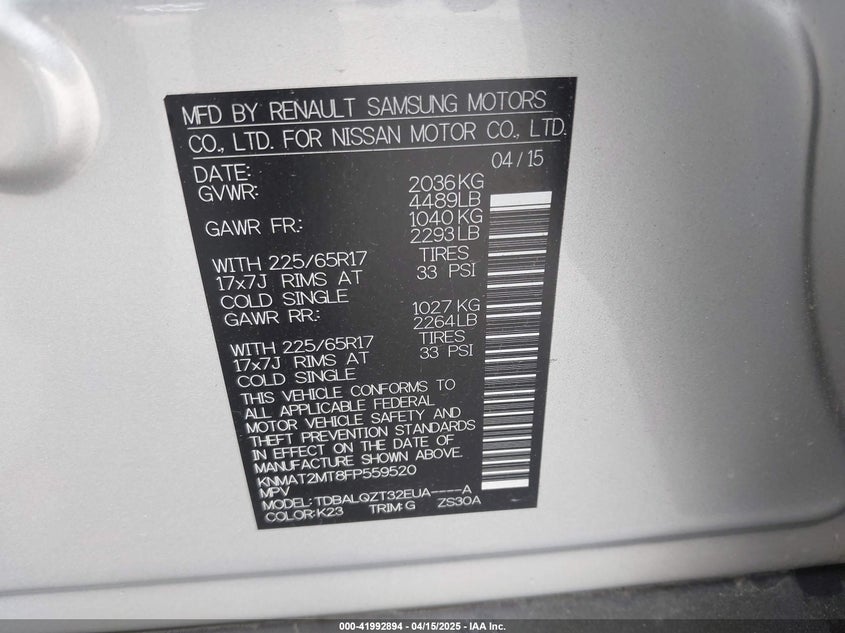 MFD BY RENAULT SAMSUNG MOTORS
CO., LTD. FOR NISSAN MOTOR CO., LTD.
DATE: 04/15
GVWR: 2036KG
4489LB
GAWR FR: 1040KG
2293LB
WITH 225/65R17 TIRES
17x7J RIMS AT 33 PSI
COLD SINGLE
GAWR RR: 1027 KG
2264LB
WITH 225/65R17 TIRES
17x7J RIMS AT 33 PSI
COLD SINGLE
THIS VEHICLE CONFORMS TO
ALL APPLICABLE FEDERAL
MOTOR VEHICLE SAFETY AND
THEFT PREVENTION STANDARDS
IN EFFECT ON THE DATE OF
MANUFACTURE SHOWN ABOVE.
KNMAT2MT8FP559520
MPV
MODEL: TDBALQZT32EUA----A
COLOR:K23 TRIM:G ZS30A
000-41992894 - 04/15/2025 - IAA Inc.